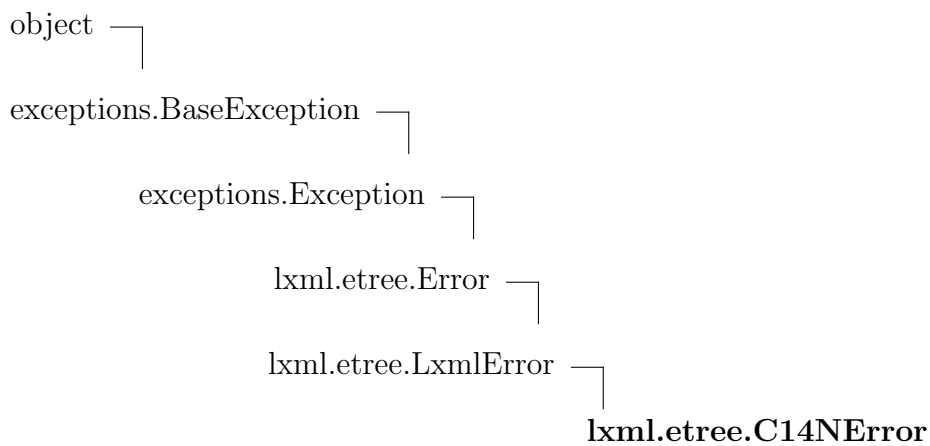 object
exceptions.BaseException
exceptions.Exception
lxml.etree.Error
lxml.etree.LxmlError
lxml.etree.C14NError